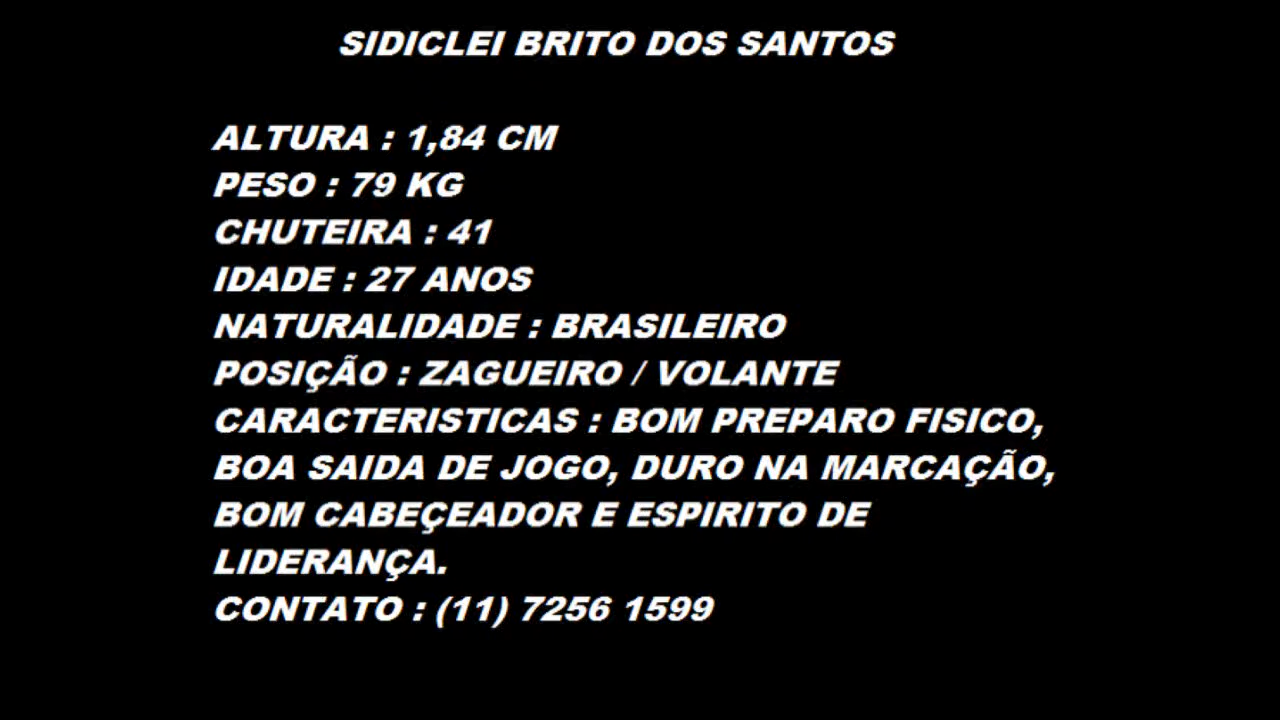 SIDICLEI BRITO DOS SANTOS
ALTURA : 1,84 CM
PESO : 79 KG
CHUTEIRA : 41
IDADE : 27 ANOS
NATURALIDADE : BRASILEIRO
POSIÇÃO : ZAGUEIRO / VOLANTE
CARACTERISTICAS : BOM PREPARO FISICO,
BOA SAIDA DE JOGO, DURO NA MARCAÇÃO,
BOM CABEÇEADOR E ESPIRITO DE
LIDERANÇA.
CONTATO : (11) 7256 1599